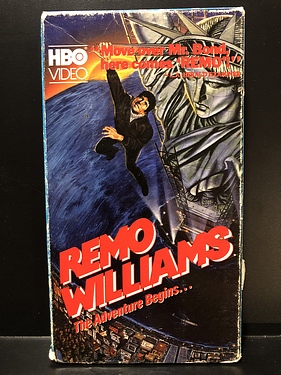 HBO
VIDEO
"Move over Mr. Bond,
here comes 'REMO'!"
REMO
WILLIAMS
The Adventure Begins...